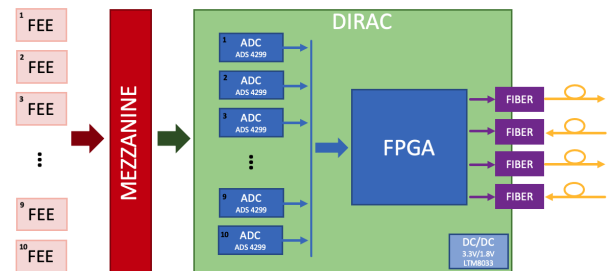 1
FEE
2
FEE
3
FEE
9
FEE
10
FEE
MEZZANINE
DIRAC
1
ADC
ADS 4299
2
ADC
ADS 4299
3
ADC
ADS 4299
9
ADC
ADS 4299
10
ADC
ADS 4299
FPGA
FIBER
FIBER
FIBER
FIBER
DC/DC
3.3V/1.8V
LTM8033